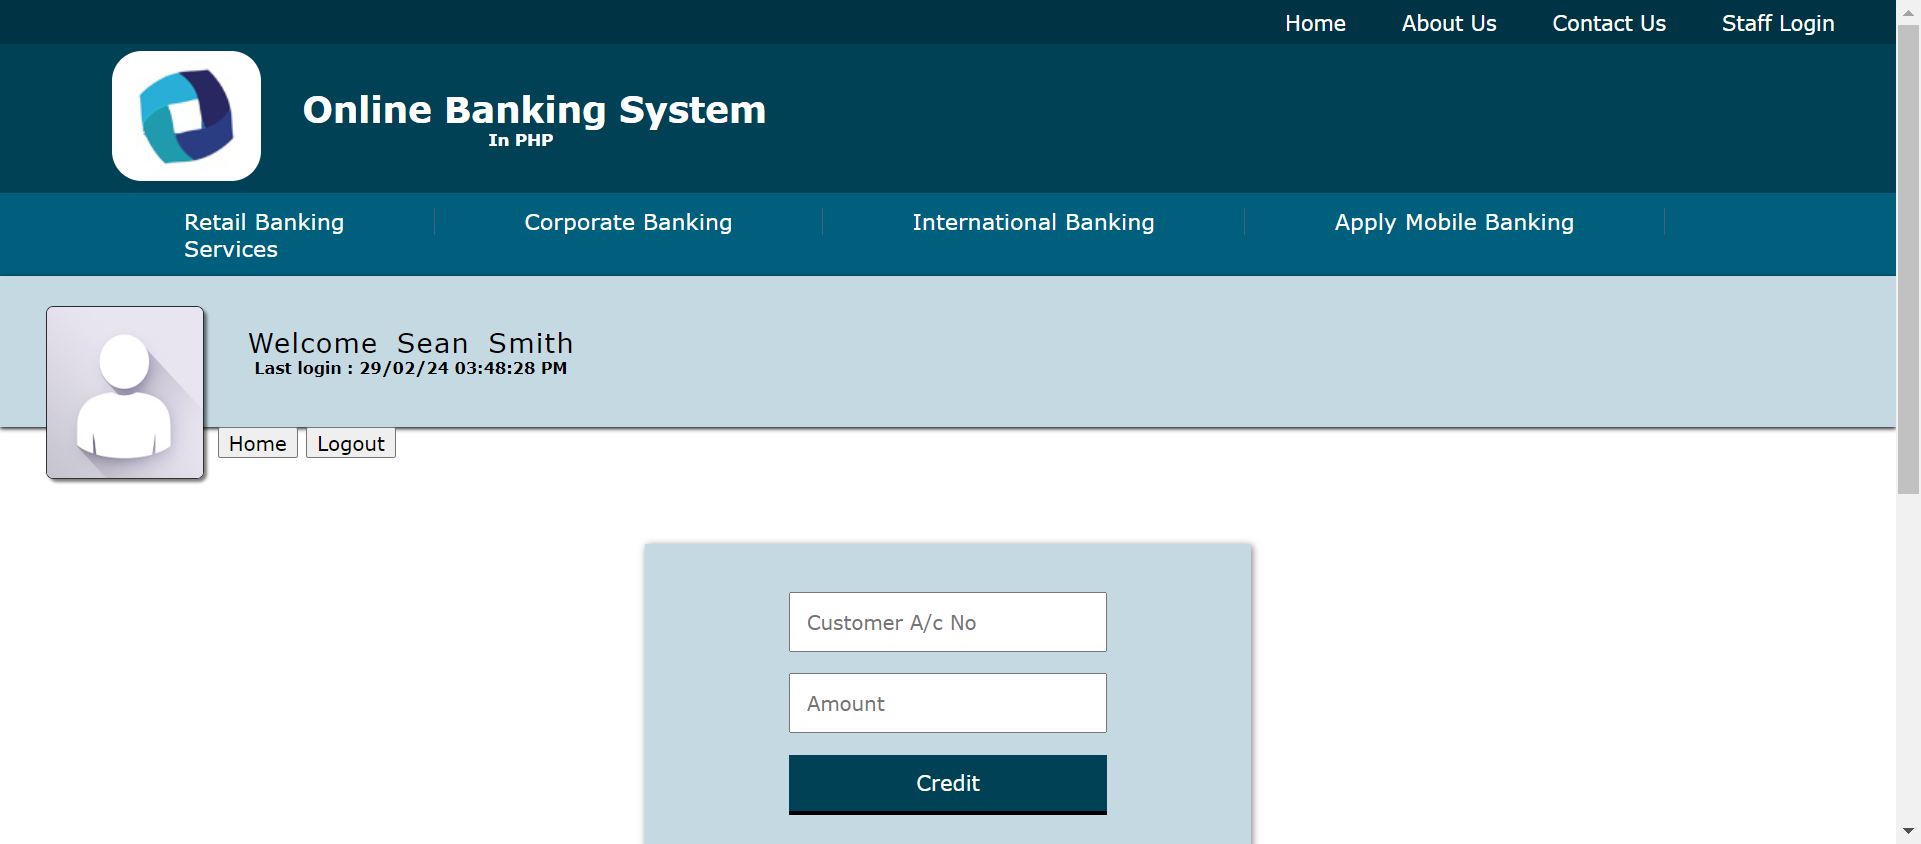 Home About Us Contact Us Staff Login
Online Banking System
In PHP
Retail Banking Corporate Banking International Banking Apply Mobile Banking
Services
Welcome Sean Smith
Last login : 29/02/24 03:48:28 PM
Home Logout
Customer A/c No
Amount
Credit